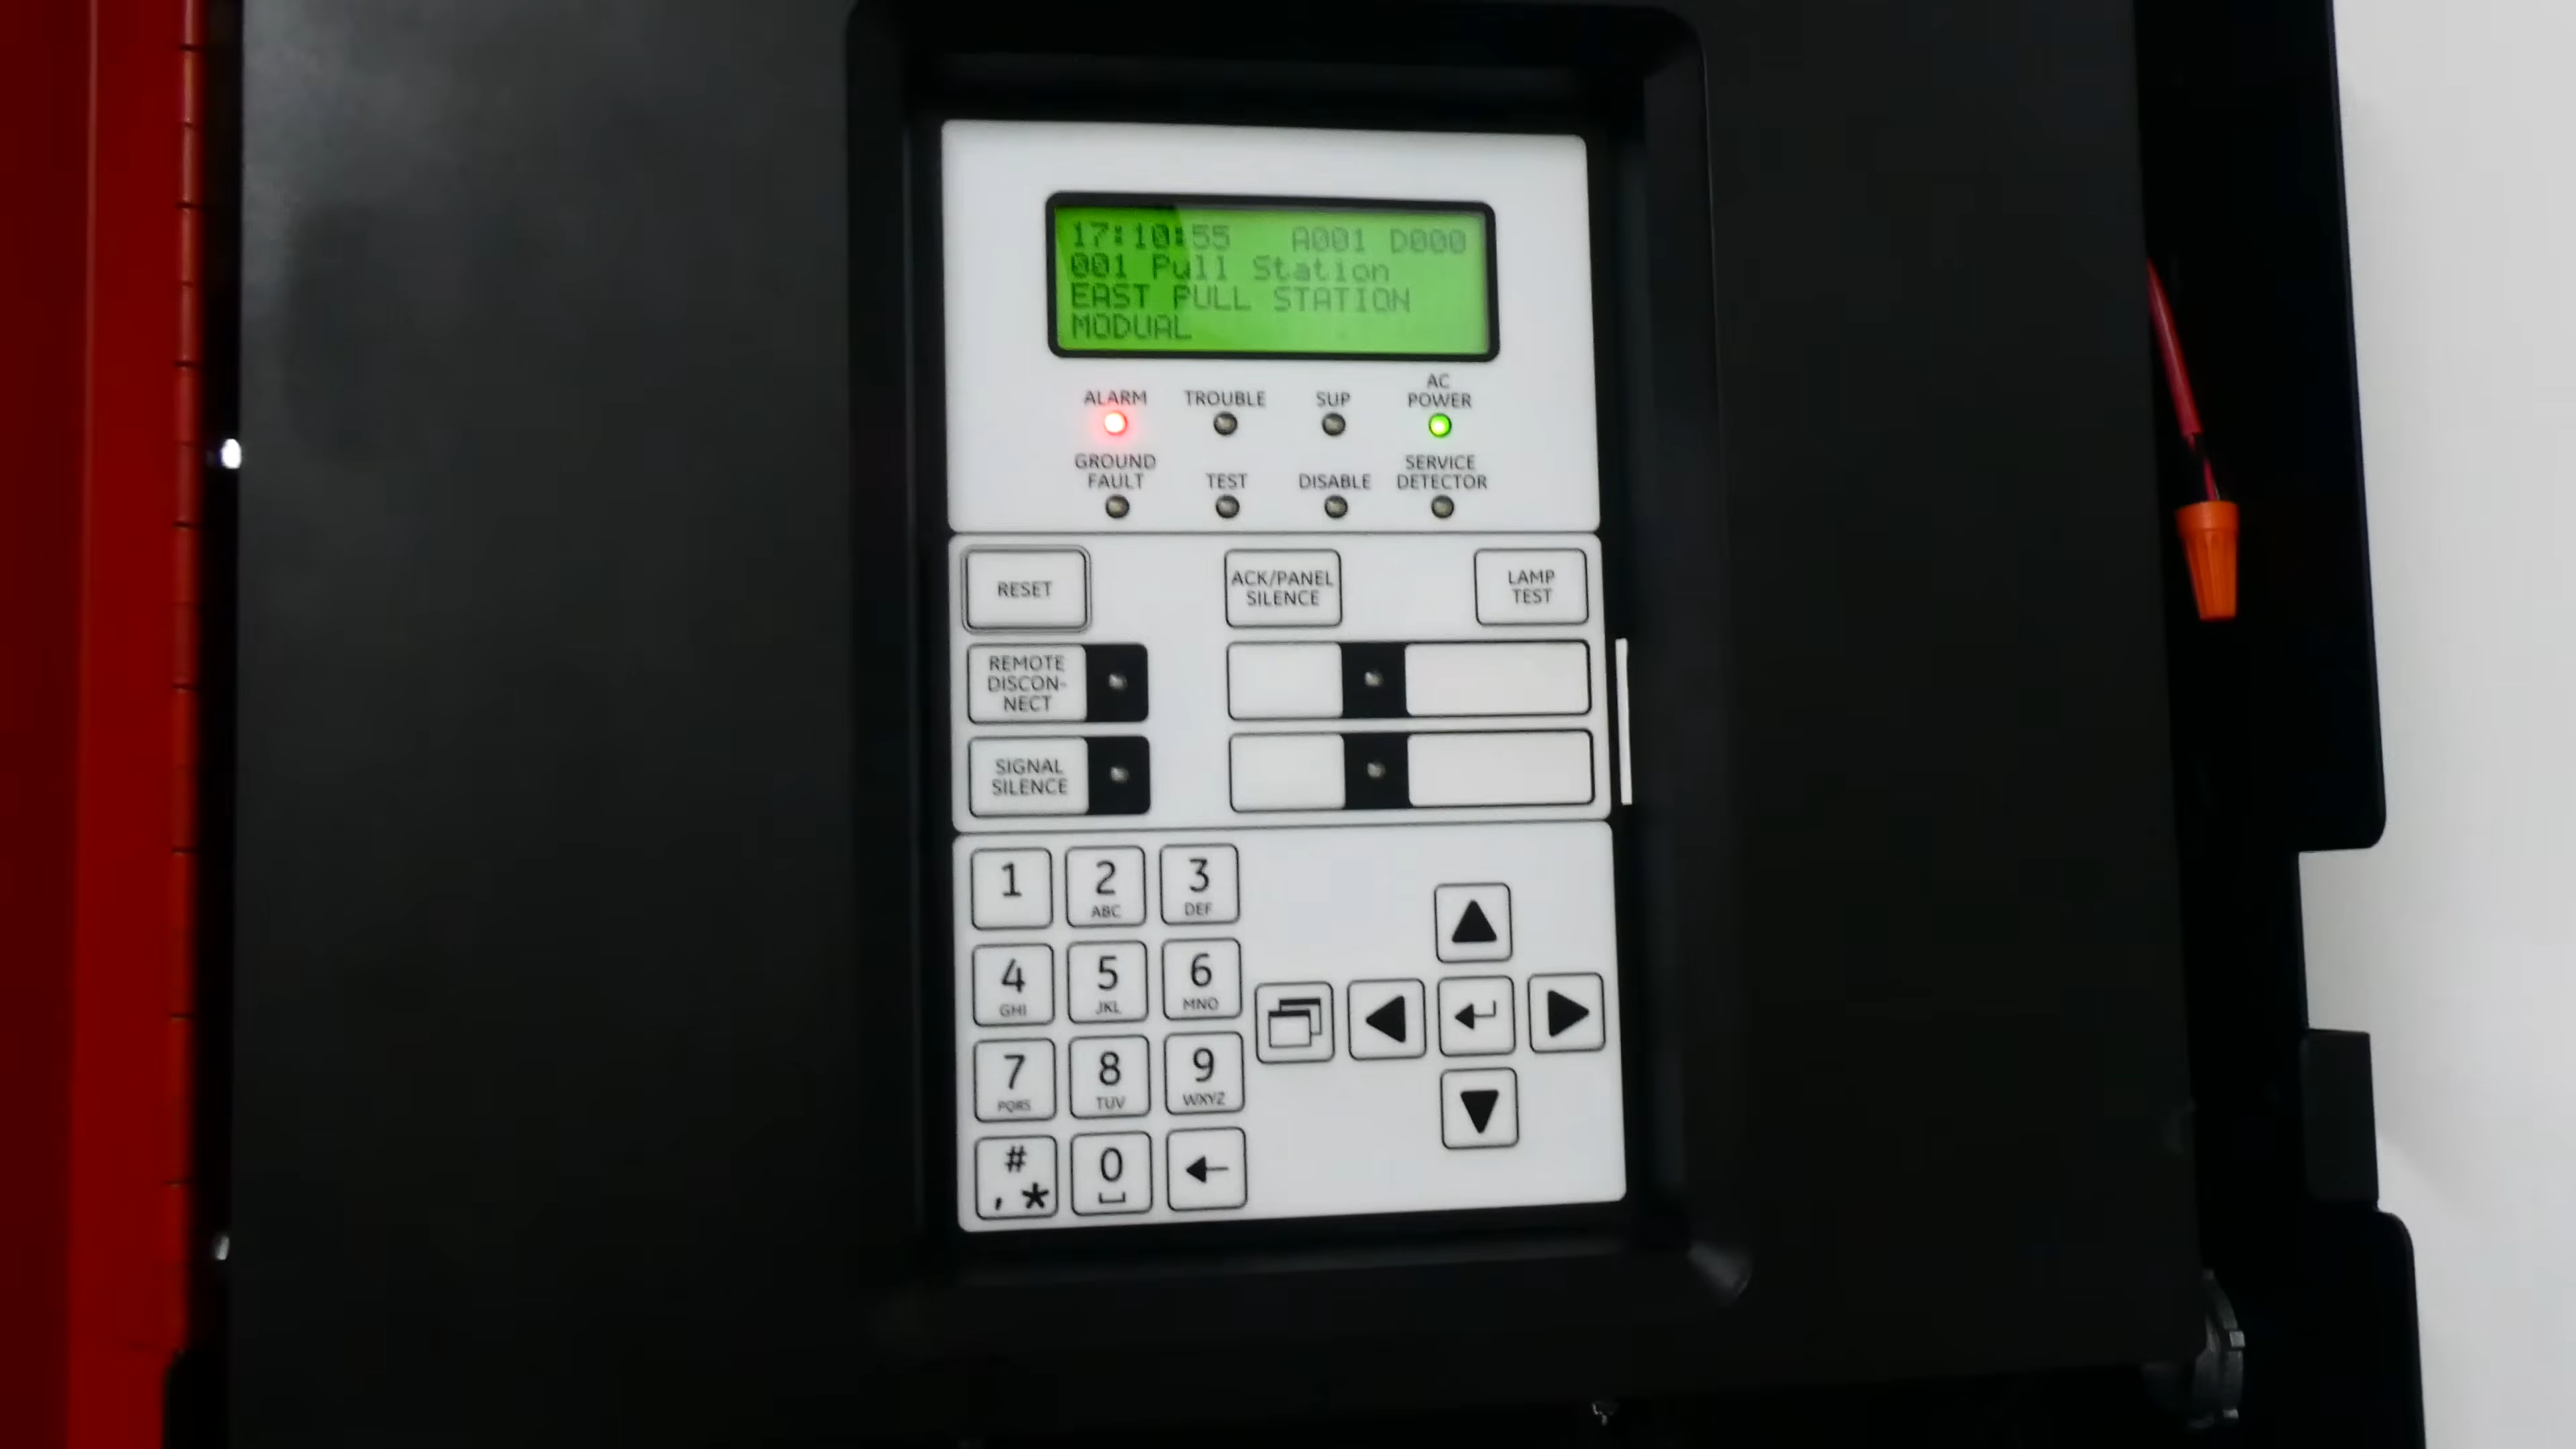 17:10:55 A001 D000
001 Pull Station
EAST PULL STATION
MODUAL
ALARM
TROUBLE
SUP
AC
POWER
GROUND
FAULT
TEST
DISABLE
SERVICE
DETECTOR
RESET
ACK/PANEL
SILENCE
LAMP
TEST
REMOTE
DISCON-
NECT
SIGNAL
SILENCE
1
2
ABC
3
DEF
4
GHI
5
JKL
6
MNO
7
PQRS
8
TUV
9
WXYZ
#
, *
0